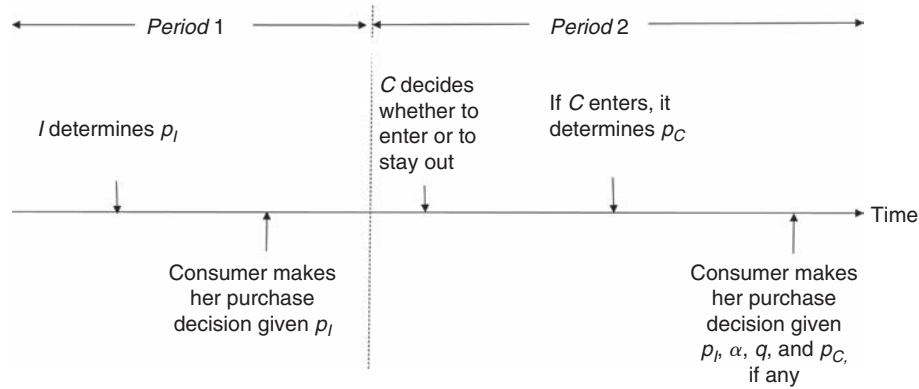 Period 1
Period 2
I determines p_I
C decides
whether to
enter or to
stay out
If C enters, it
determines p_C
Time
Consumer makes
her purchase
decision given p_I
Consumer makes
her purchase
decision given
p_I, α, q, and p_C,
if any